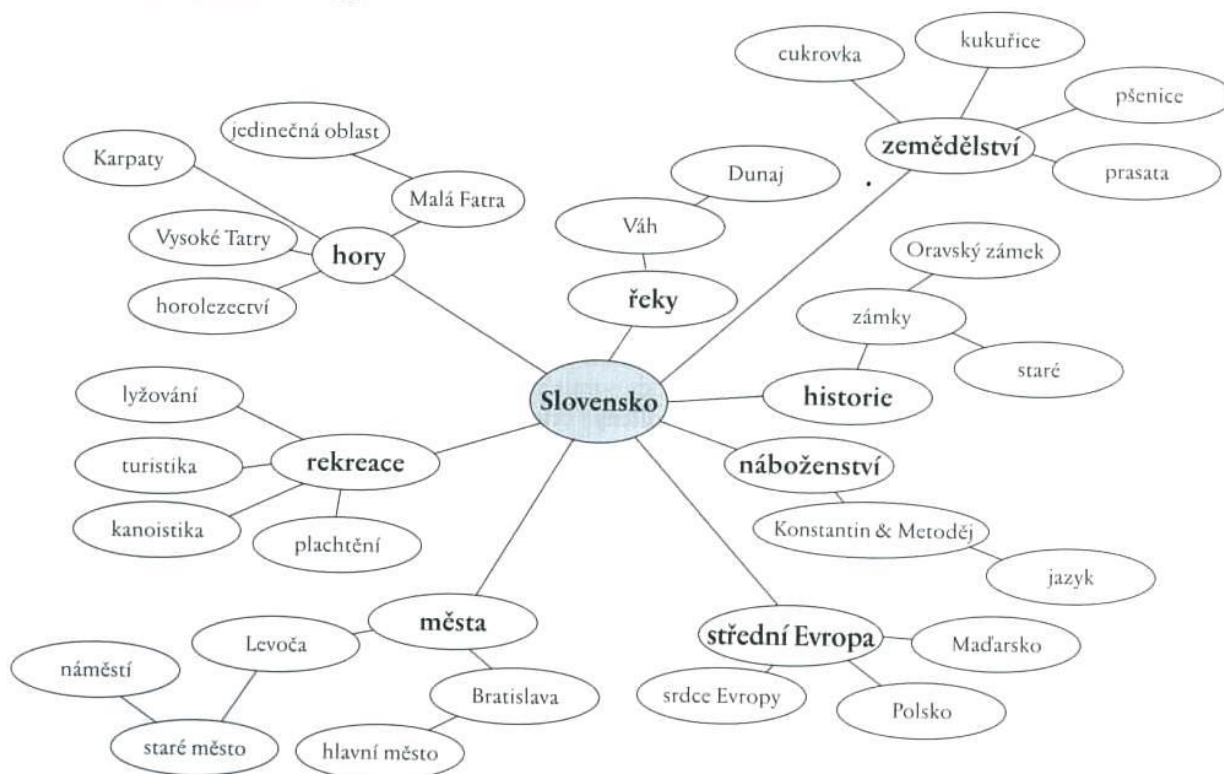 cukrovka
kukuřice
pšenice
zemědělství
prasata
jedinečná oblast
Karpaty
Malá Fatra
Vysoké Tatry
hory
horolezectví
Dunaj
Váh
řeky
Oravský zámek
zámky
staré
historie
Slovensko
lyžování
turistika
rekreace
kanoistika
plachtění
náboženství
Konstantin & Metoděj
jazyk
města
Levoča
náměstí
staré město
Bratislava
hlavní město
střední Evropa
Maďarsko
srdce Evropy
Polsko